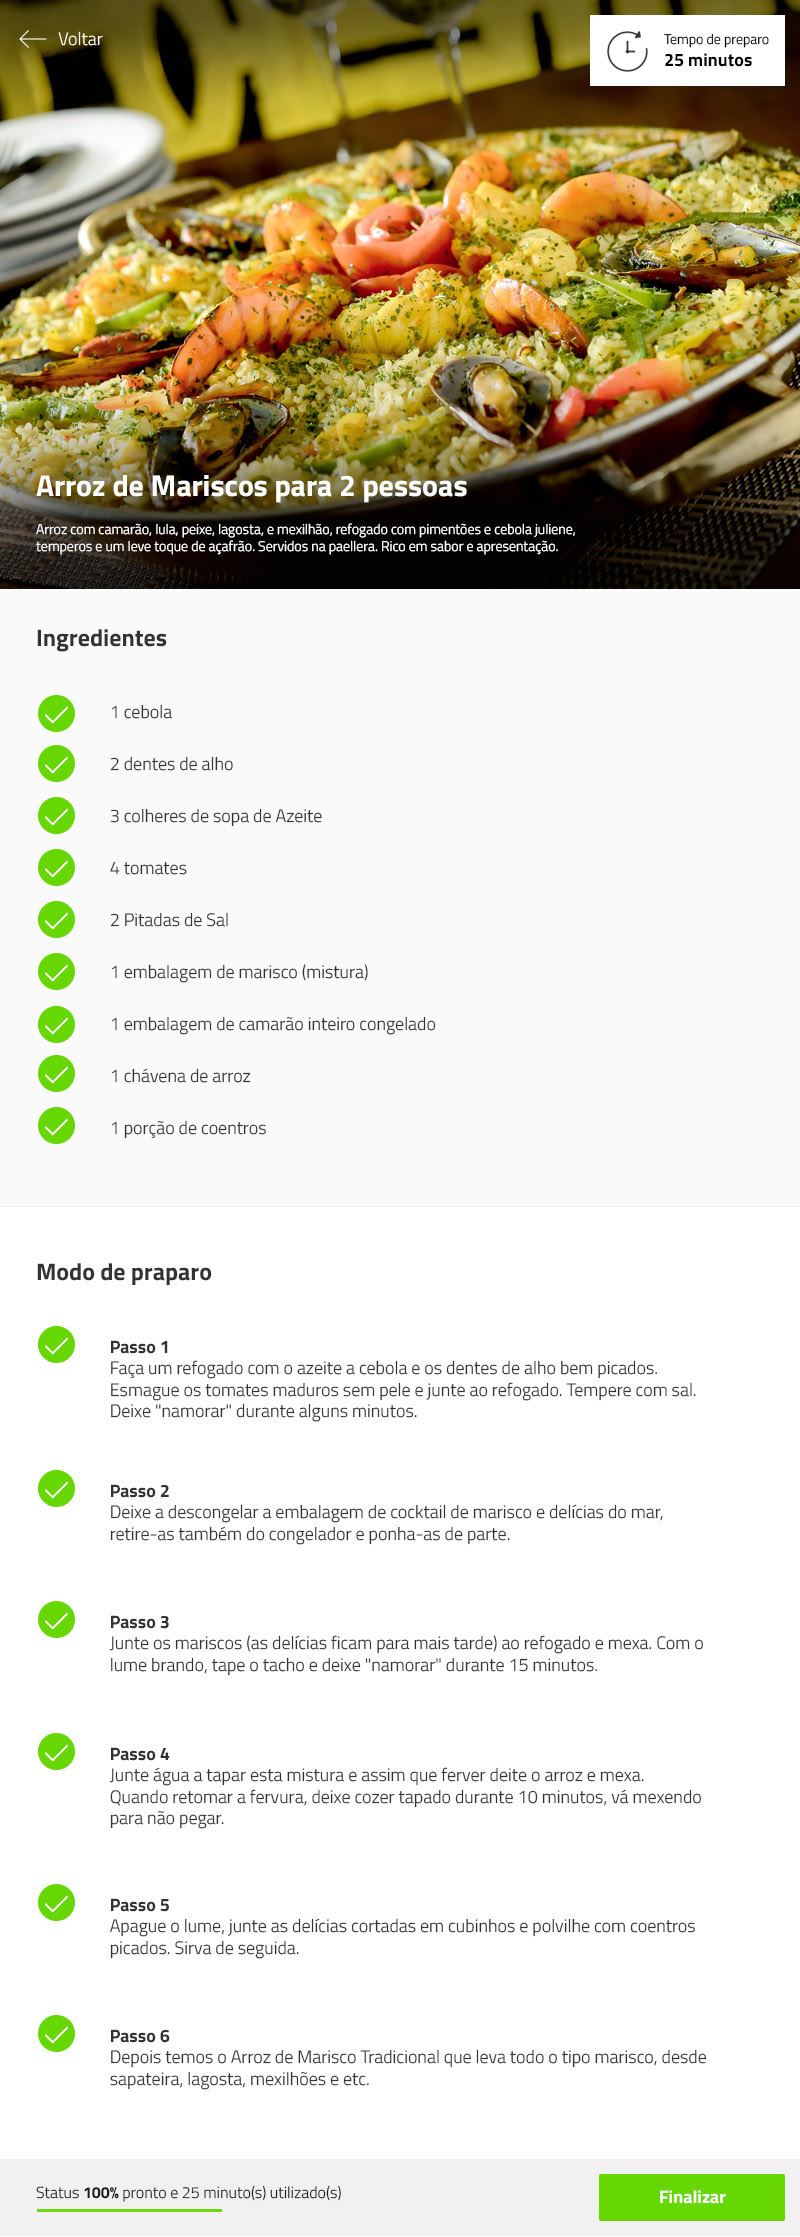 Voltar
Tempo de preparo
25 minutos
Arroz de Mariscos para 2 pessoas
Arroz com camarão, lula, peixe, lagosta, e mexilhão, refogado com pimentões e cebola juliene,
temperos e um leve toque de açafrão. Servidos na paellera. Rico em sabor e apresentação.
Ingredientes
1 cebola
2 dentes de alho
3 colheres de sopa de Azeite
4 tomates
2 Pitadas de Sal
1 embalagem de marisco (mistura)
1 embalagem de camarão inteiro congelado
1 chávena de arroz
1 porção de coentros
Modo de praparo
Passo 1
Faça um refogado com o azeite a cebola e os dentes de alho bem picados.
Esmague os tomates maduros sem pele e junte ao refogado. Tempere com sal.
Deixe "namorar" durante alguns minutos.
Passo 2
Deixe a descongelar a embalagem de cocktail de marisco e delícias do mar,
retire-as também do congelador e ponha-as de parte.
Passo 3
Junte os mariscos (as delícias ficam para mais tarde) ao refogado e mexa. Com o
lume brando, tape o tacho e deixe "namorar" durante 15 minutos.
Passo 4
Junte água a tapar esta mistura e assim que ferver deite o arroz e mexa.
Quando retomar a fervura, deixe cozer tapado durante 10 minutos, vá mexendo
para não pegar.
Passo 5
Apague o lume, junte as delícias cortadas em cubinhos e polvilhe com coentros
picados. Sirva de seguida.
Passo 6
Depois temos o Arroz de Marisco Tradicional que leva todo o tipo marisco, desde
sapateira, lagosta, mexilhões e etc.
Status 100% pronto e 25 minuto(s) utilizado(s)
Finalizar